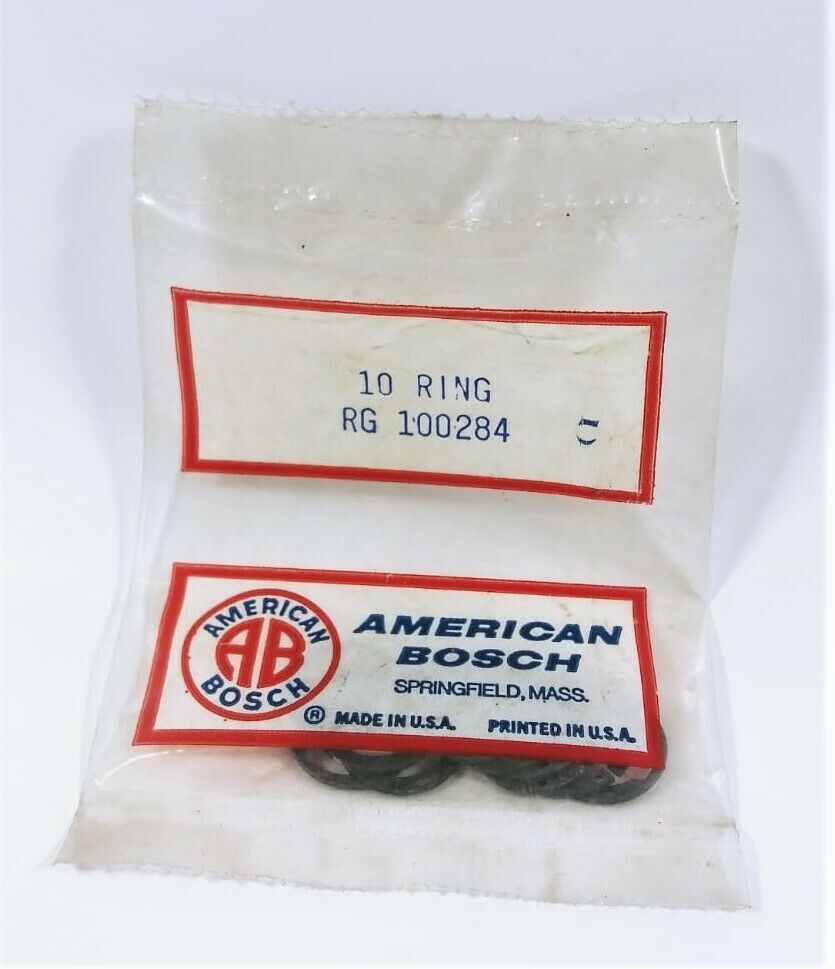 10 RING
RG 100284
AMERICAN
AB
BOSCH
®
AMERICAN
BOSCH
SPRINGFIELD, MASS.
MADE IN U.S.A. PRINTED IN U.S.A.